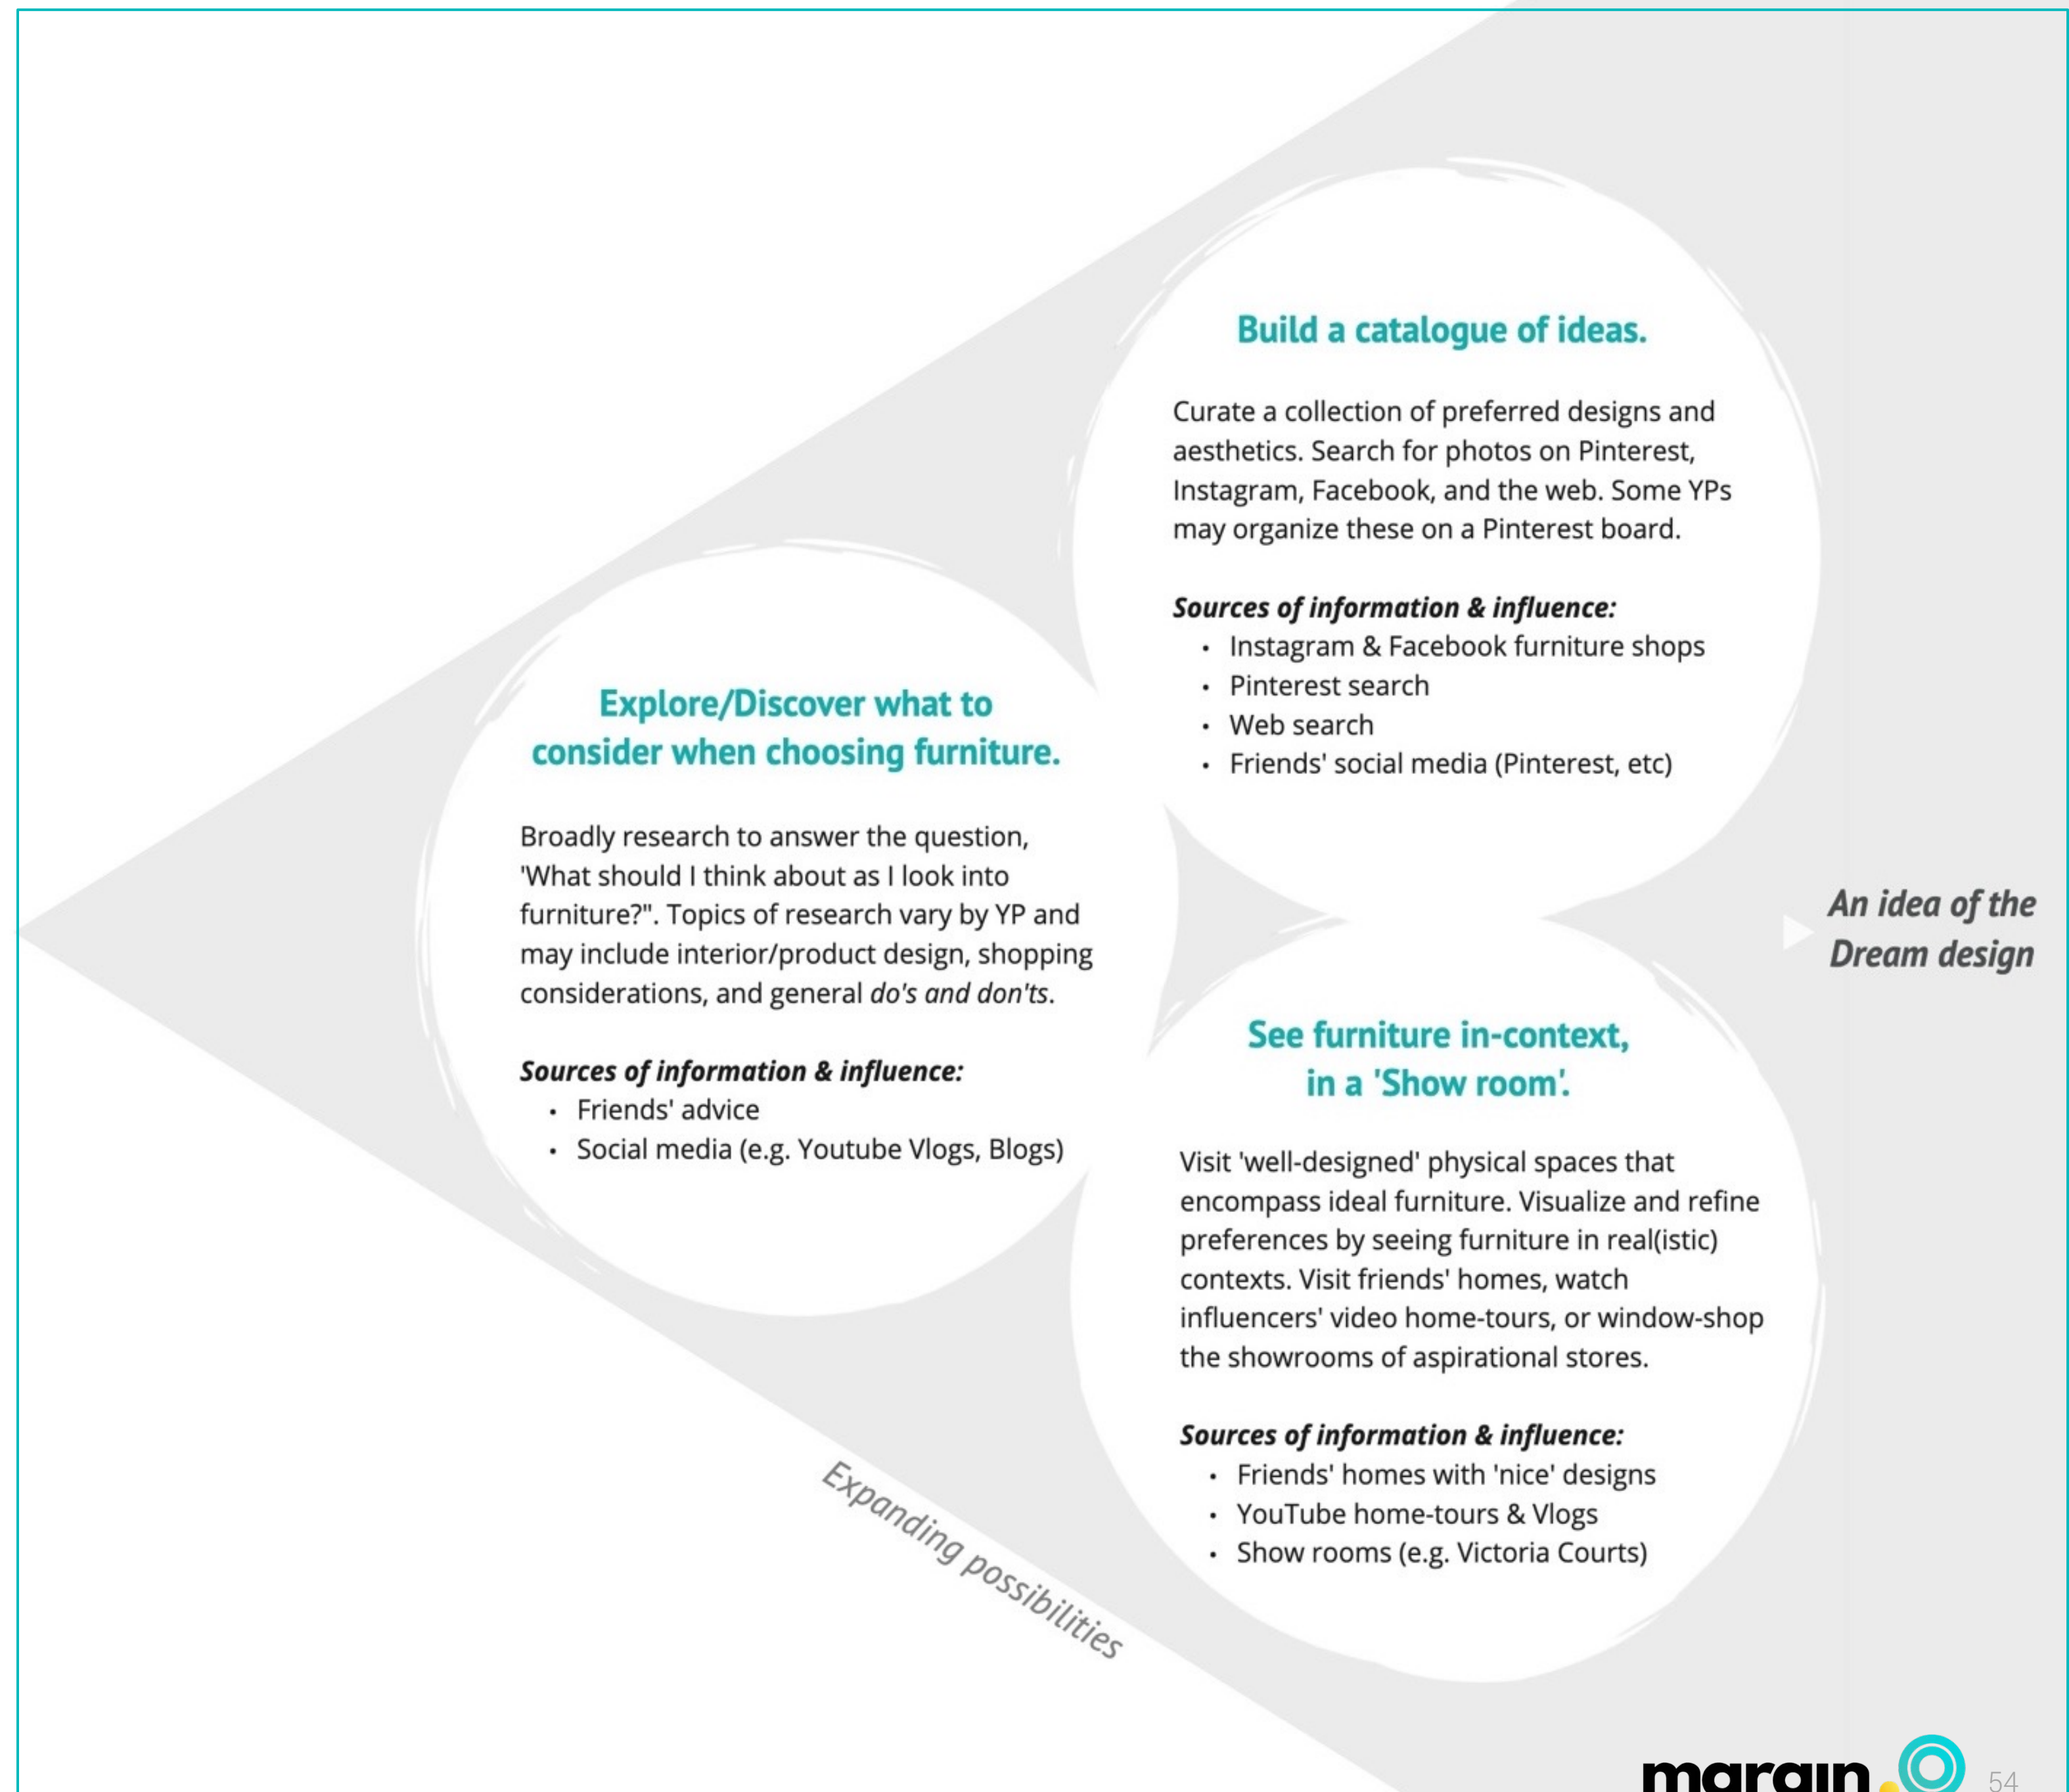 Build a catalogue of ideas.
Curate a collection of preferred designs and
aesthetics. Search for photos on Pinterest,
Instagram, Facebook, and the web. Some YPs
may organize these on a Pinterest board.
Sources of information & influence:
• Instagram & Facebook furniture shops
• Pinterest search
• Web search
• Friends' social media (Pinterest, etc)
Explore/Discover what to
consider when choosing furniture.
Broadly research to answer the question,
'What should I think about as I look into
furniture?". Topics of research vary by YP and
may include interior/product design, shopping
considerations, and general do's and don'ts.
Sources of information & influence:
• Friends' advice
• Social media (e.g. Youtube Vlogs, Blogs)
An idea of the
Dream design
See furniture in-context,
in a 'Show room'.
Visit 'well-designed' physical spaces that
encompass ideal furniture. Visualize and refine
preferences by seeing furniture in real(istic)
contexts. Visit friends' homes, watch
influencers' video home-tours, or window-shop
the showrooms of aspirational stores.
Sources of information & influence:
• Friends' homes with 'nice' designs
• YouTube home-tours & Vlogs
• Show rooms (e.g. Victoria Courts)
Expanding possibilities
margin
54